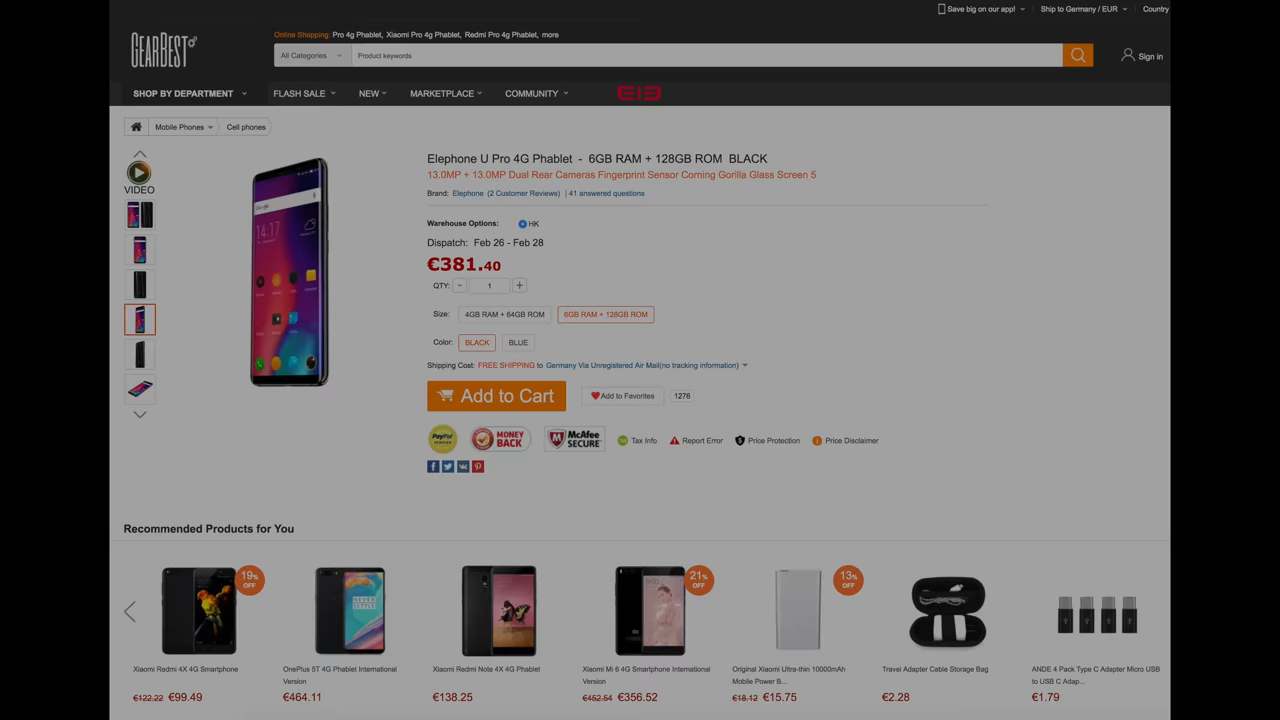 Save big on our app!
Ship to Germany / EUR
Country
GEARBEST
Online Shopping: Pro 4g Phablet, Xiaomi Pro 4g Phablet, Redmi Pro 4g Phablet, more
All Categories
Product keywords
Sign in
SHOP BY DEPARTMENT
FLASH SALE
NEW
MARKETPLACE
COMMUNITY
Mobile Phones
Cell phones
VIDEO
Elephone U Pro 4G Phablet - 6GB RAM + 128GB ROM BLACK
13.0MP + 13.0MP Dual Rear Cameras Fingerprint Sensor Corning Gorilla Glass Screen 5
Brand: Elephone (2 Customer Reviews) | 41 answered questions
Warehouse Options: HK
Dispatch: Feb 26 - Feb 28
€381.40
QTY: - 1 +
Size: 4GB RAM + 64GB ROM 6GB RAM + 128GB ROM
Color: BLACK BLUE
Shipping Cost: FREE SHIPPING to Germany Via Unregistered Air Mail(no tracking information)
Add to Cart
Add to Favorites
1276
PayPal VERIFIED
MONEY BACK
McAfee SECURE
Tax Info
Report Error
Price Protection
Price Disclaimer
14:17
Recommended Products for You
19% OFF
21% OFF
13% OFF
Xiaomi Redmi 4X 4G Smartphone
€122.22 €99.49
OnePlus 5T 4G Phablet International
Version
€464.11
Xiaomi Redmi Note 4X 4G Phablet
€138.25
Xiaomi Mi 6 4G Smartphone International
Version
€452.54 €356.52
Original Xiaomi Ultra-thin 10000mAh
Mobile Power B...
€18.12 €15.75
Travel Adapter Cable Storage Bag
€2.28
ANDE 4 Pack Type C Adapter Micro USB
to USB C Adap...
€1.79